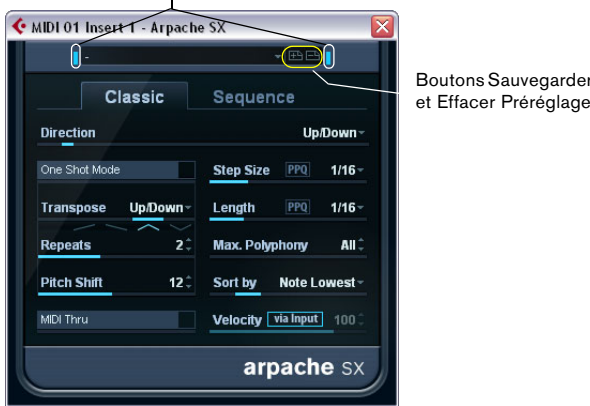 MIDI 01 Insert 1 - Arpache SX
-
Boutons Sauvegarder
et Effacer Préréglage
Classic Sequence
Direction Up/Down
One Shot Mode Step Size PPQ 1/16
Transpose Up/Down Length PPQ 1/16
Repeats 2 Max. Polyphony All
Pitch Shift 12 Sort by Note Lowest
MIDI Thru Velocity via Input 100
arpache SX